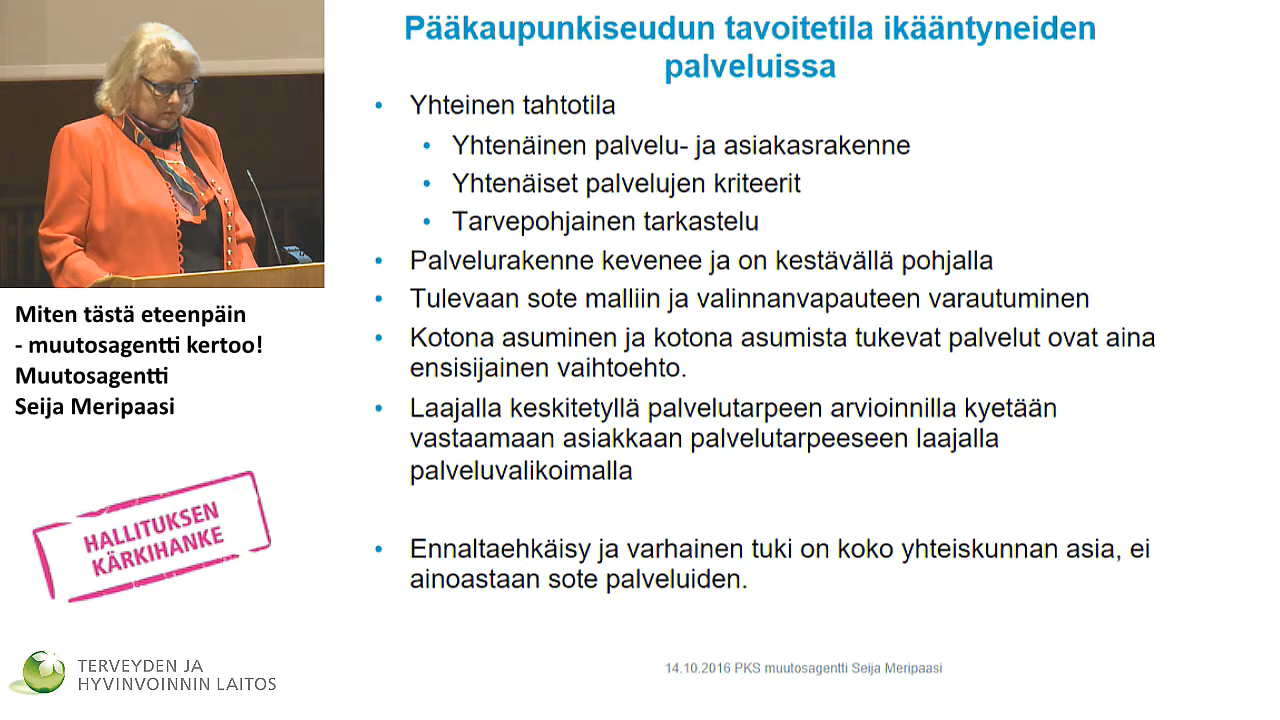 Pääkaupunkiseudun tavoitetila ikääntyneiden
palveluissa
• Yhteinen tahtotila
• Yhtenäinen palvelu- ja asiakasrakenne
• Yhtenäiset palvelujen kriteerit
• Tarvepohjainen tarkastelu
• Palvelurakenne kevenee ja on kestävällä pohjalla
• Tulevaan sote malliin ja valinnanvapauteen varautuminen
• Kotona asuminen ja kotona asumista tukevat palvelut ovat aina
ensisijainen vaihtoehto.
• Laajalla keskitetyllä palvelutarpeen arvioinnilla kyetään
vastaamaan asiakkaan palvelutarpeeseen laajalla
palveluvalikoimalla
• Ennaltaehkäisy ja varhainen tuki on koko yhteiskunnan asia, ei
ainoastaan sote palveluiden.
14.10.2016 PKS muutosagentti Seija Meripaasi
Miten tästä eteenpäin
- muutosagentti kertoo!
Muutosagentti
Seija Meripaasi
HALLITUKSEN
KÄRKIHANKE
TERVEYDEN JA
HYVINVOINNIN LAITOS